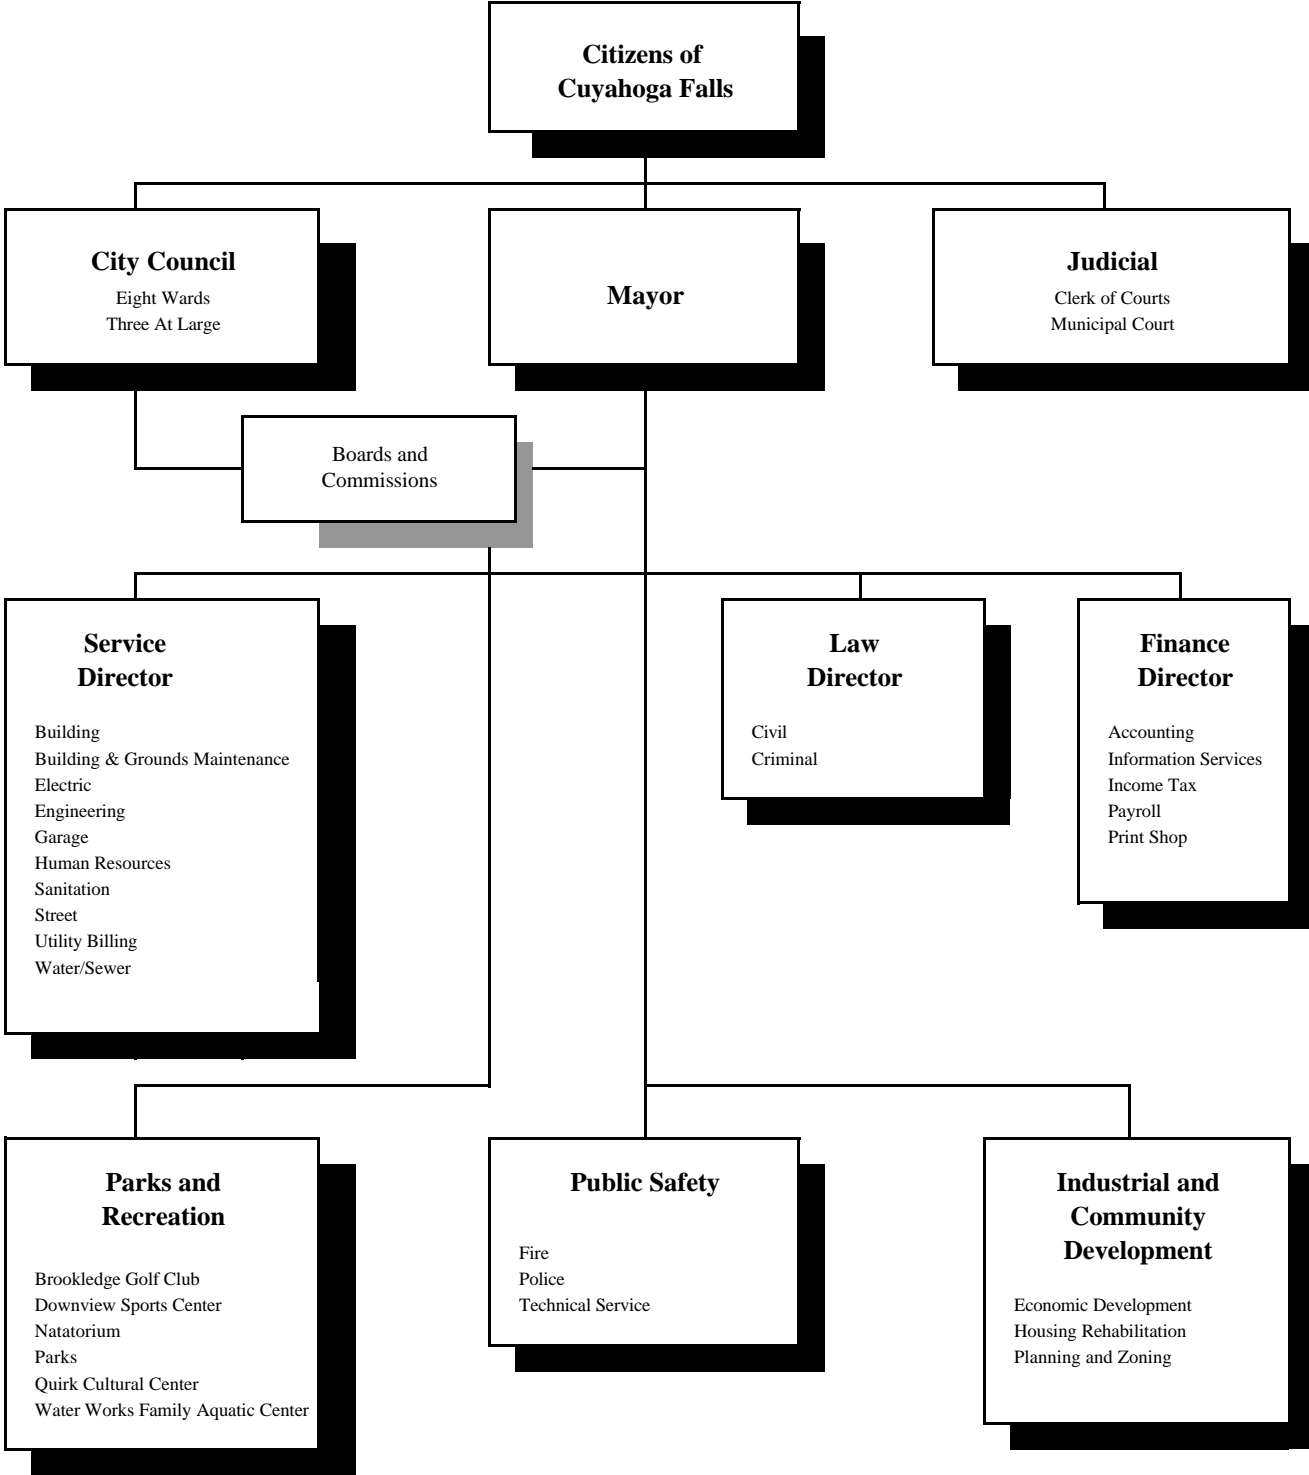 Citizens of
Cuyahoga Falls
City Council
Eight Wards
Three At Large
Mayor
Judicial
Clerk of Courts
Municipal Court
Boards and
Commissions
Service
Director
Building
Building & Grounds Maintenance
Electric
Engineering
Garage
Human Resources
Sanitation
Street
Utility Billing
Water/Sewer
Law
Director
Civil
Criminal
Finance
Director
Accounting
Information Services
Income Tax
Payroll
Print Shop
Parks and
Recreation
Brookledge Golf Club
Downview Sports Center
Natatorium
Parks
Quirk Cultural Center
Water Works Family Aquatic Center
Public Safety
Fire
Police
Technical Service
Industrial and
Community
Development
Economic Development
Housing Rehabilitation
Planning and Zoning